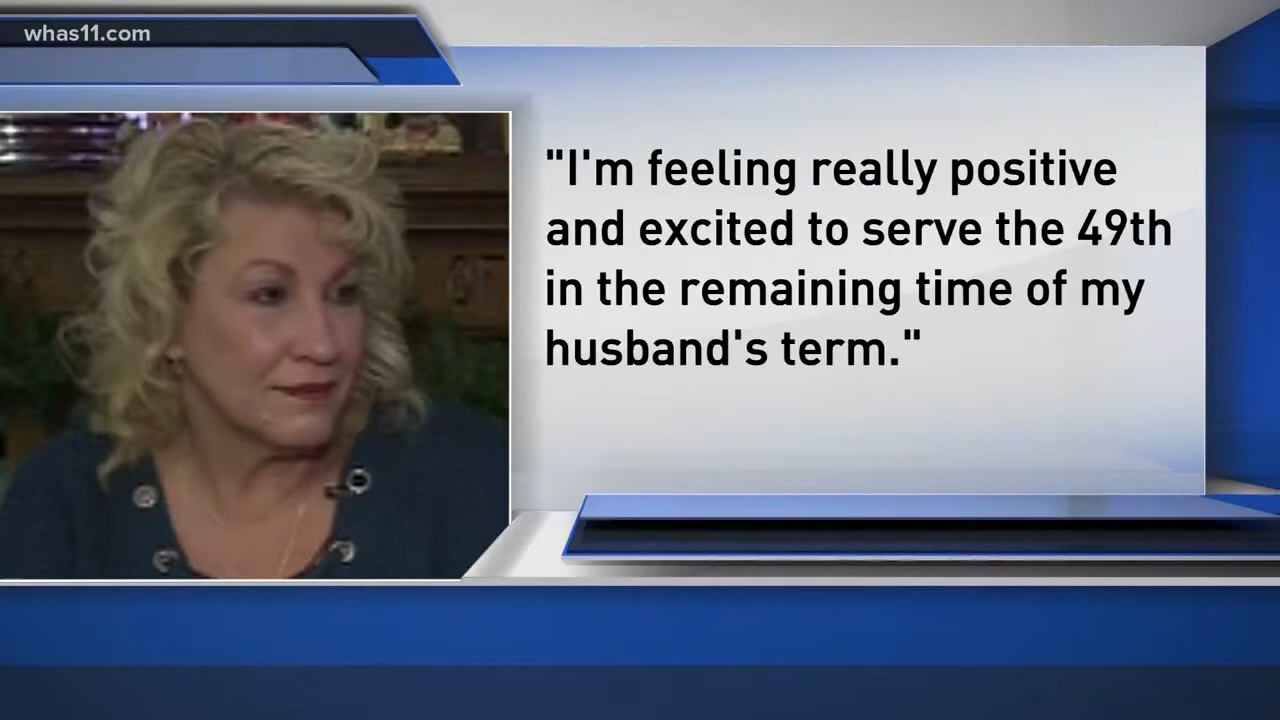 whas11.com
"I'm feeling really positive
and excited to serve the 49th
in the remaining time of my
husband's term."